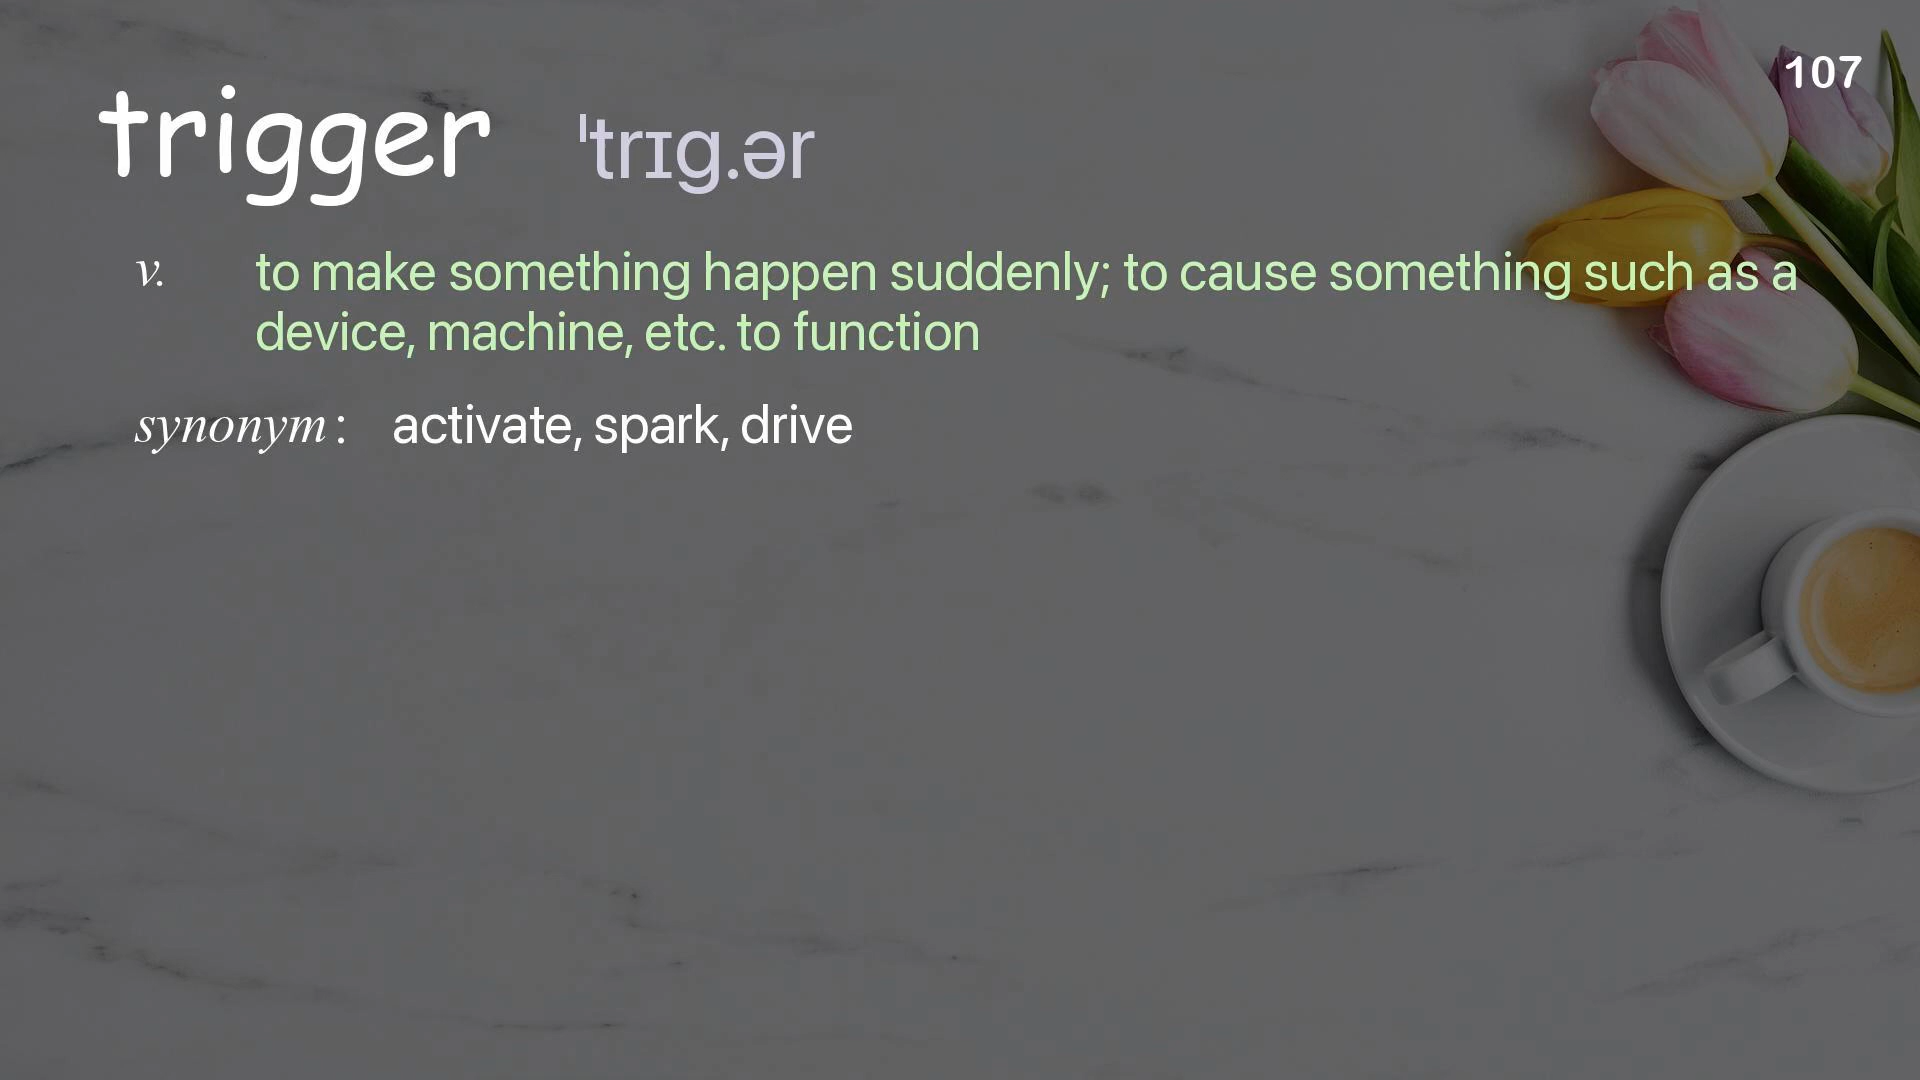 107
trigger ˈtrɪg.ər
v. to make something happen suddenly; to cause something such as a
device, machine, etc. to function
synonym : activate, spark, drive